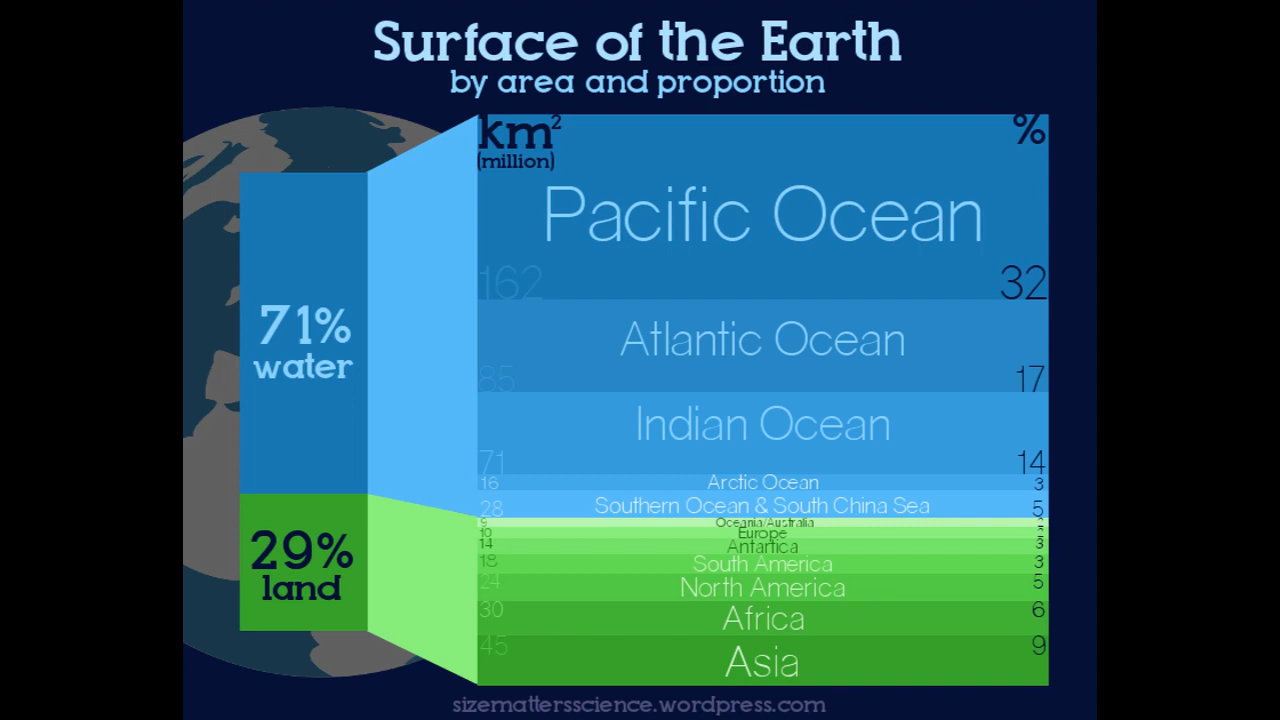 Surface of the Earth
by area and proportion
km² %
(million)
Pacific Ocean
162 32
Atlantic Ocean
85 17
Indian Ocean
71 14
16 Arctic Ocean 3
28 Southern Ocean & South China Sea 5
9 Oceania/Australia
10 Europe
14 Antartica 3
18 South America 3
24 North America 5
30 Africa 6
45 Asia 9
71%
water
29%
land
sizemattersscience.wordpress.com